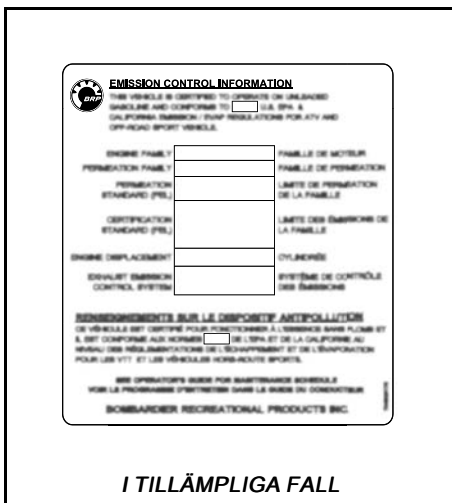 BRP
EMISSION CONTROL INFORMATION
THIS VEHICLE IS CERTIFIED TO OPERATE ON UNLEADED
GASOLINE AND CONFORMS TO U.S. EPA &
CALIFORNIA EMISSION / EVAP REGULATIONS FOR ATV AND
OFF-ROAD SPORT VEHICLE.
ENGINE FAMILY FAMILLE DE MOTEUR
PERMEATION FAMILY FAMILLE DE PERMÉATION
PERMEATION LIMITE DE PERMÉATION
STANDARD (FEL) DE LA FAMILLE
CERTIFICATION LIMITE DES ÉMISSIONS DE
STANDARD (FEL) LA FAMILLE
ENGINE DISPLACEMENT CYLINDRÉE
EXHAUST EMISSION SYSTÈME DE CONTRÔLE
CONTROL SYSTEM DES ÉMISSIONS
RENSEIGNEMENTS SUR LE DISPOSITIF ANTIPOLLUTION
CE VÉHICULE EST CERTIFIÉ POUR FONCTIONNER À L'ESSENCE SANS PLOMB ET
IL EST CONFORME AUX NORMES DE L'EPA ET DE LA CALIFORNIE AU
NIVEAU DES RÉGLEMENTATIONS DE L'ÉCHAPPEMENT ET DE L'ÉVAPORATION
POUR LES VTT ET LES VÉHICULES HORS-ROUTE SPORTS.
SEE OPERATOR'S GUIDE FOR MAINTENANCE SCHEDULE
VOIR LE PROGRAMME D'ENTRETIEN DANS LE GUIDE DU CONDUCTEUR
BOMBARDIER RECREATIONAL PRODUCTS INC.
I TILLÄMPLIGA FALL